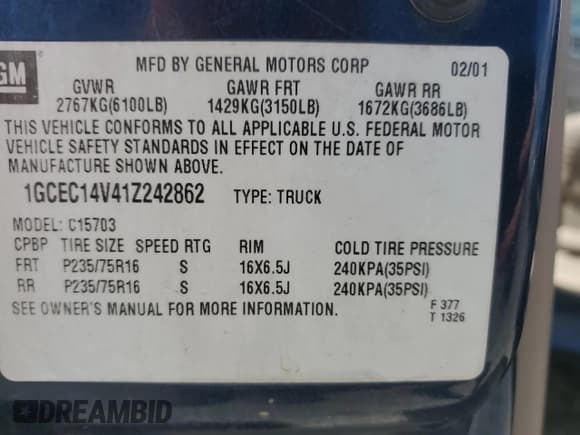 GM
MFD BY GENERAL MOTORS CORP 02/01
GVWR GAWR FRT GAWR RR
2767KG(6100LB) 1429KG(3150LB) 1672KG(3686LB)
THIS VEHICLE CONFORMS TO ALL APPLICABLE U.S. FEDERAL MOTOR
VEHICLE SAFETY STANDARDS IN EFFECT ON THE DATE OF
MANUFACTURE SHOWN ABOVE.
1GCEC14V41Z242862 TYPE: TRUCK
MODEL: C15703
CPBP TIRE SIZE SPEED RTG RIM COLD TIRE PRESSURE
FRT P235/75R16 S 16X6.5J 240KPA(35PSI)
RR P235/75R16 S 16X6.5J 240KPA(35PSI)
SEE OWNER'S MANUAL FOR MORE INFORMATION.
F 377
T 1326
DREAMBID